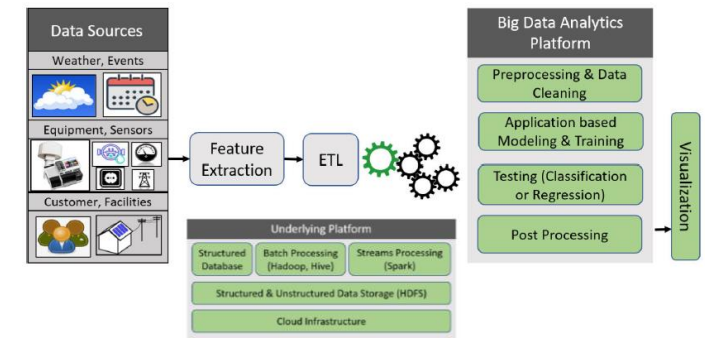 Data Sources
Weather, Events
Equipment, Sensors
Customer, Facilities
Feature
Extraction
ETL
Underlying Platform
Structured
Database
Batch Processing
(Hadoop, Hive)
Streams Processing
(Spark)
Structured & Unstructured Data Storage (HDFS)
Cloud Infrastructure
Big Data Analytics
Platform
Preprocessing & Data
Cleaning
Application based
Modeling & Training
Testing (Classification
or Regression)
Post Processing
Visualization